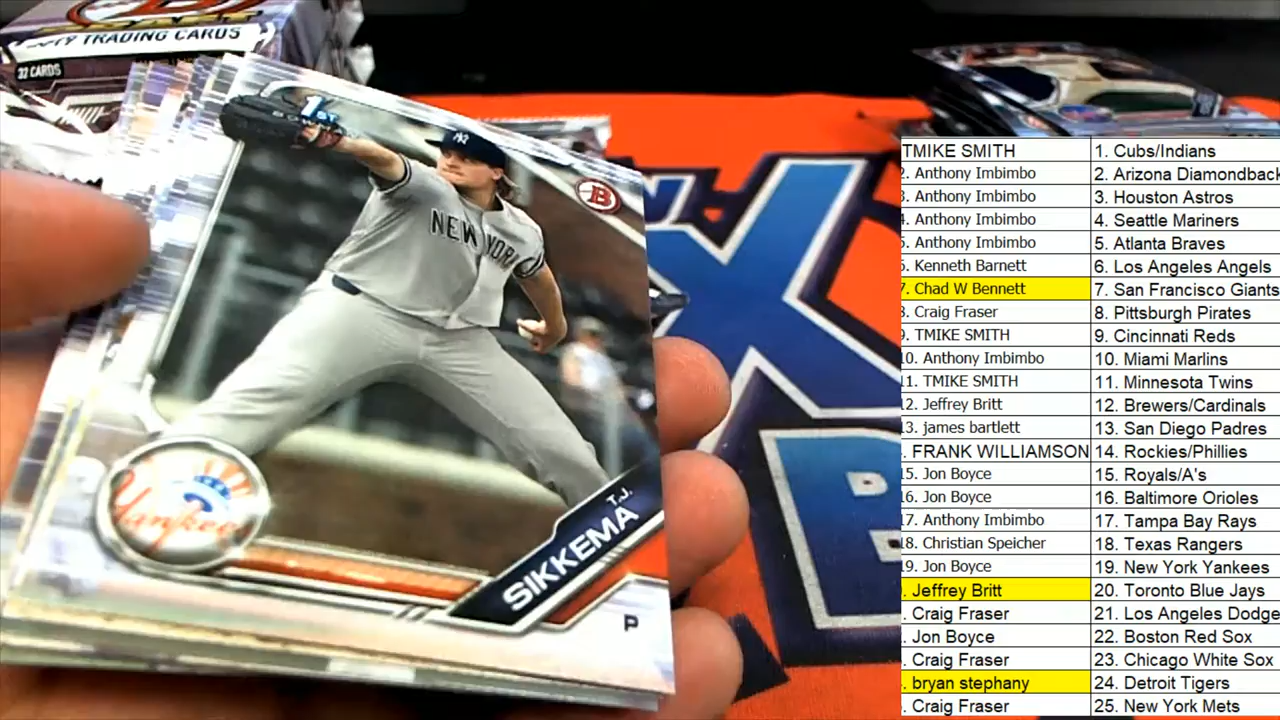 DRAFT
TRADING CARDS
32 CARDS
1ST
BOWMAN
B
NY
NEW YORK
Yankees
T.J.
SIKKEMA
P
X
B
TMIKE SMITH 1. Cubs/Indians
2. Anthony Imbimbo 2. Arizona Diamondback
3. Anthony Imbimbo 3. Houston Astros
4. Anthony Imbimbo 4. Seattle Mariners
5. Anthony Imbimbo 5. Atlanta Braves
6. Kenneth Barnett 6. Los Angeles Angels
7. Chad W Bennett 7. San Francisco Giants
8. Craig Fraser 8. Pittsburgh Pirates
9. TMIKE SMITH 9. Cincinnati Reds
10. Anthony Imbimbo 10. Miami Marlins
11. TMIKE SMITH 11. Minnesota Twins
12. Jeffrey Britt 12. Brewers/Cardinals
13. james bartlett 13. San Diego Padres
. FRANK WILLIAMSON 14. Rockies/Phillies
15. Jon Boyce 15. Royals/A's
16. Jon Boyce 16. Baltimore Orioles
17. Anthony Imbimbo 17. Tampa Bay Rays
18. Christian Speicher 18. Texas Rangers
19. Jon Boyce 19. New York Yankees
. Jeffrey Britt 20. Toronto Blue Jays
. Craig Fraser 21. Los Angeles Dodge
. Jon Boyce 22. Boston Red Sox
. Craig Fraser 23. Chicago White Sox
. bryan stephany 24. Detroit Tigers
. Craig Fraser 25. New York Mets